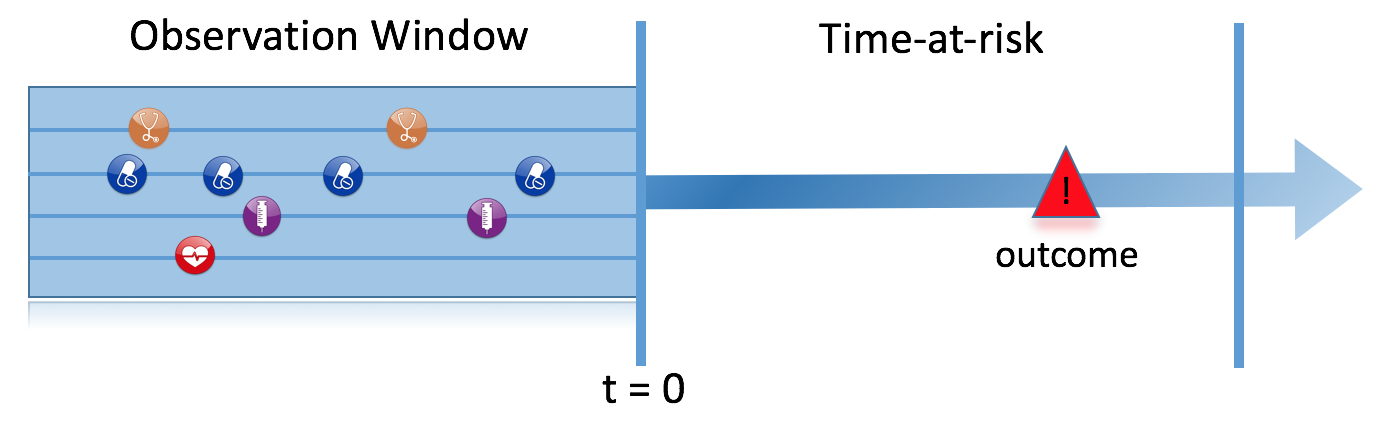 Observation Window
Time-at-risk
!
outcome
t = 0